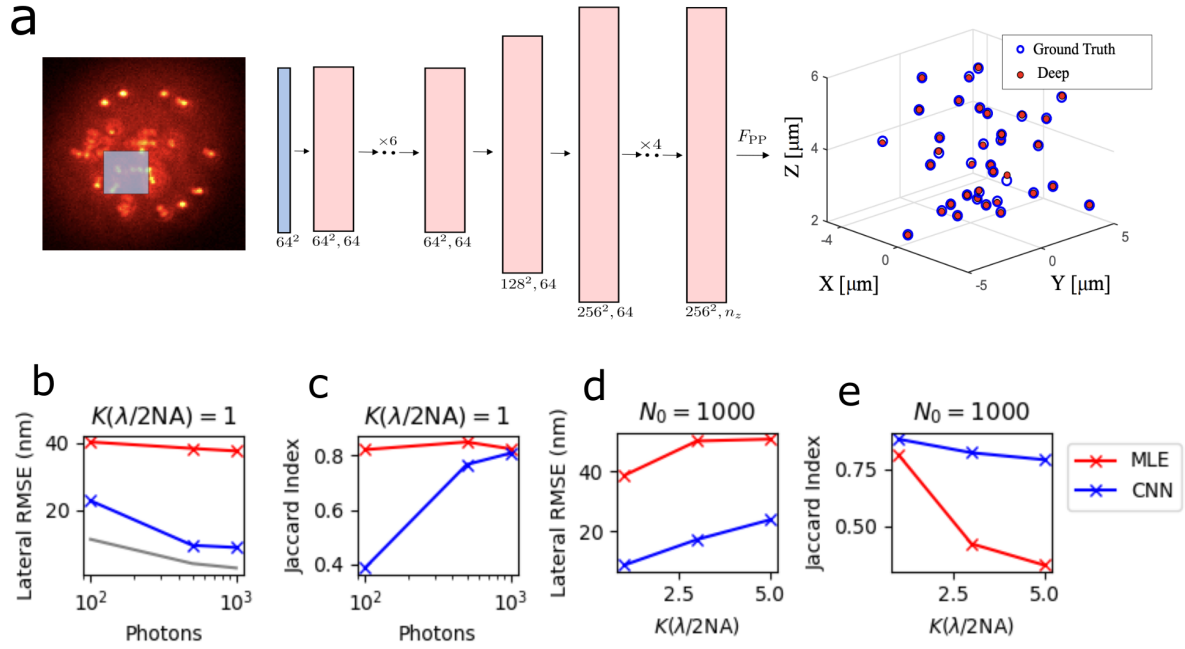 a
64²
64², 64
×6
64², 64
128², 64
256², 64
×4
256², n_z
F_PP
Ground Truth
Deep
Z [μm]
6
4
2
-4
0
X [μm]
5
0
-5
Y [μm]
b
K(λ/2NA) = 1
Lateral RMSE (nm)
40
20
10²
10³
Photons
c
K(λ/2NA) = 1
Jaccard Index
0.8
0.6
0.4
10²
10³
Photons
d
N₀ = 1000
Lateral RMSE (nm)
40
20
2.5
5.0
K(λ/2NA)
e
N₀ = 1000
Jaccard Index
0.75
0.50
2.5
5.0
K(λ/2NA)
MLE
CNN